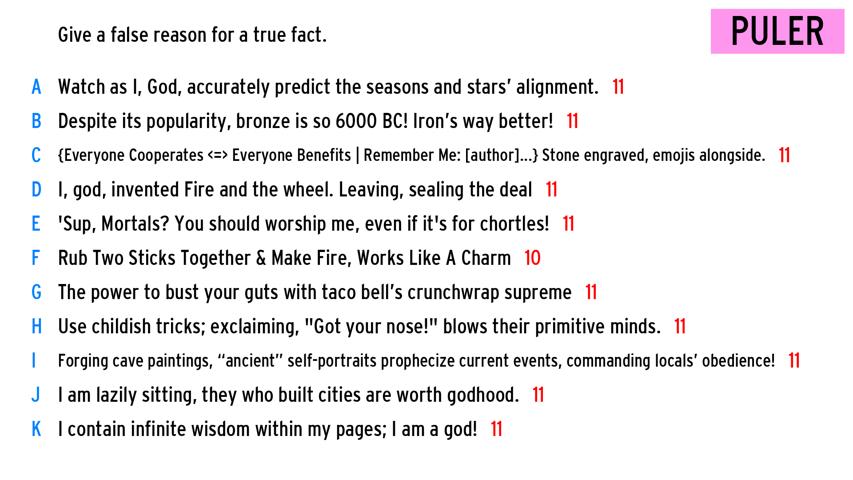 Give a false reason for a true fact.
PULER
A Watch as I, God, accurately predict the seasons and stars’ alignment. 11
B Despite its popularity, bronze is so 6000 BC! Iron’s way better! 11
C {Everyone Cooperates <=> Everyone Benefits | Remember Me: [author]...} Stone engraved, emojis alongside. 11
D I, god, invented Fire and the wheel. Leaving, sealing the deal 11
E 'Sup, Mortals? You should worship me, even if it's for chortles! 11
F Rub Two Sticks Together & Make Fire, Works Like A Charm 10
G The power to bust your guts with taco bell’s crunchwrap supreme 11
H Use childish tricks; exclaiming, "Got your nose!" blows their primitive minds. 11
I Forging cave paintings, “ancient” self-portraits prophecize current events, commanding locals’ obedience! 11
J I am lazily sitting, they who built cities are worth godhood. 11
K I contain infinite wisdom within my pages; I am a god! 11